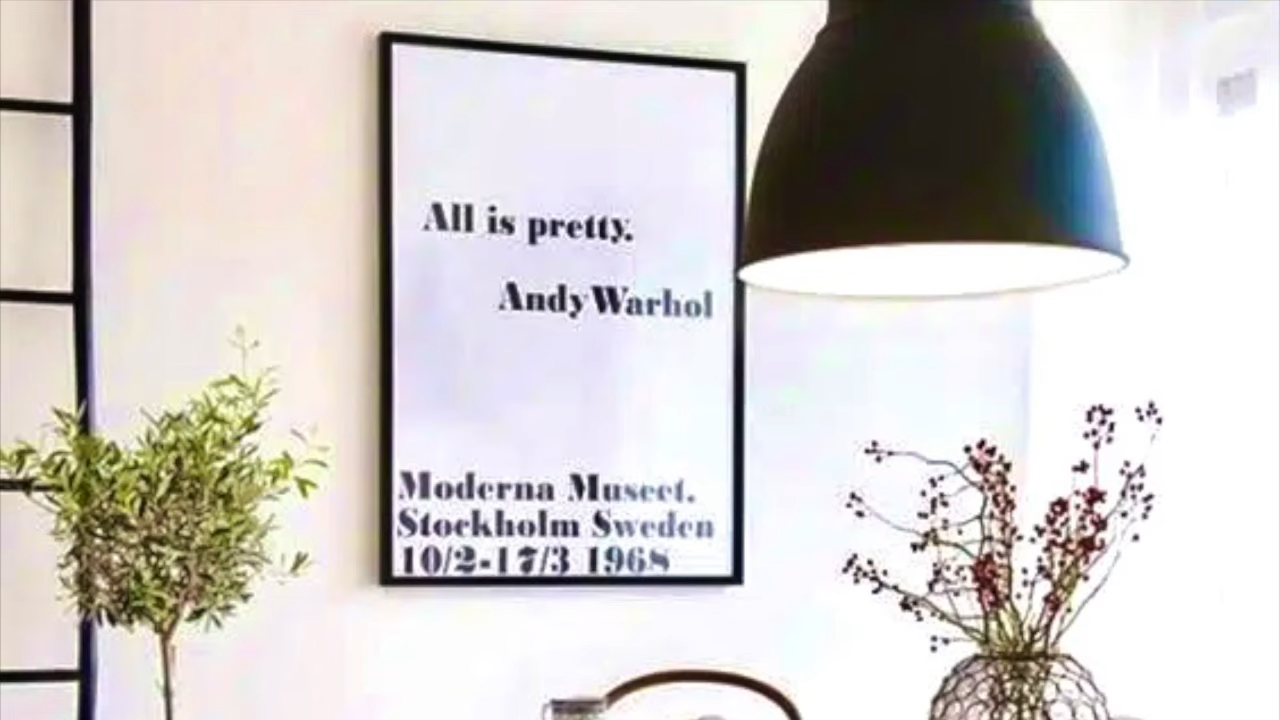 All is pretty.
Andy Warhol
Moderna Museet.
Stockholm Sweden
10/2-17/3 1968